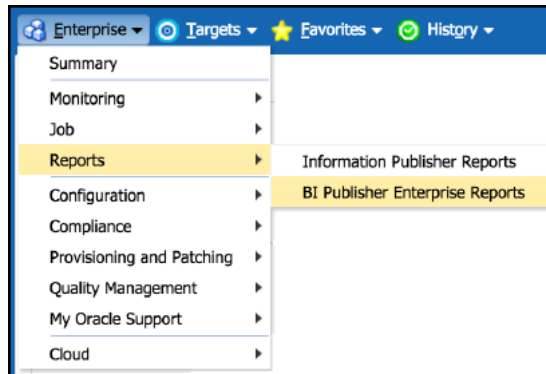 Enterprise Targets Favorites History
Summary
Monitoring
Job
Reports
Information Publisher Reports
BI Publisher Enterprise Reports
Configuration
Compliance
Provisioning and Patching
Quality Management
My Oracle Support
Cloud